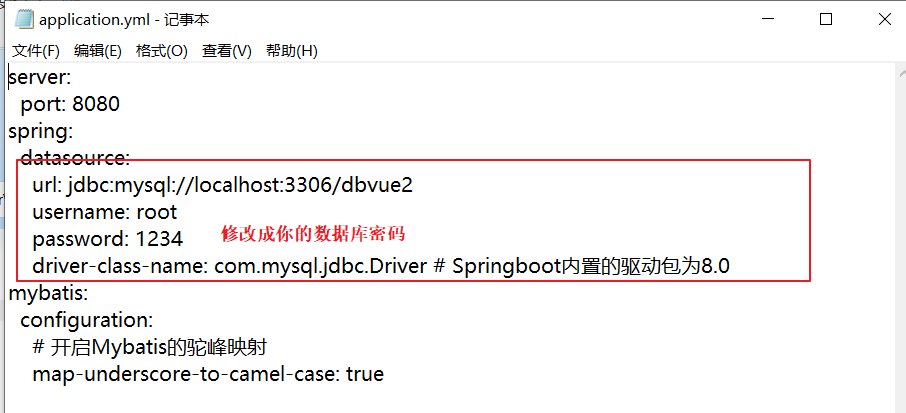 application.yml - 记事本
文件(F) 编辑(E) 格式(O) 查看(V) 帮助(H)
server:
  port: 8080
spring:
  datasource:
    url: jdbc:mysql://localhost:3306/dbvue2
    username: root
    password: 1234 修改成你的数据库密码
    driver-class-name: com.mysql.jdbc.Driver # Springboot内置的驱动包为8.0
mybatis:
  configuration:
    # 开启Mybatis的驼峰映射
    map-underscore-to-camel-case: true